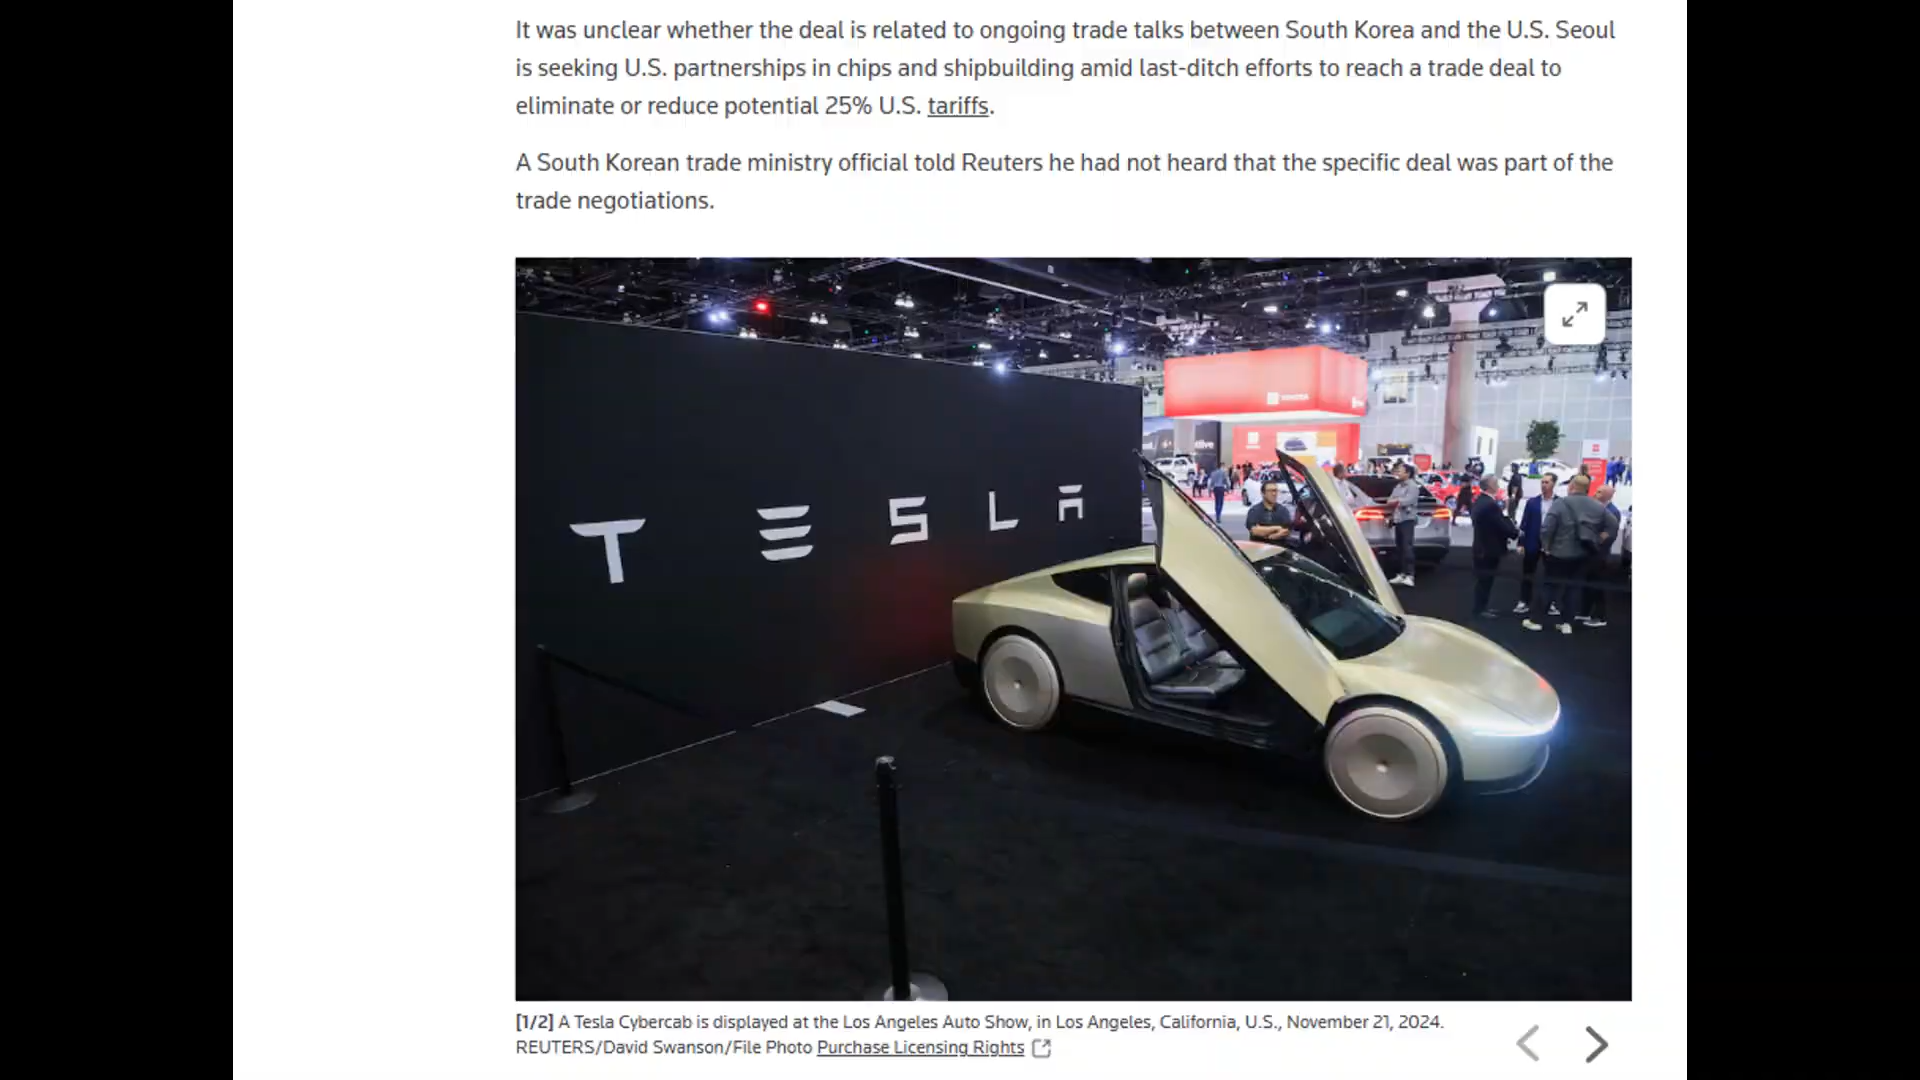 It was unclear whether the deal is related to ongoing trade talks between South Korea and the U.S. Seoul
is seeking U.S. partnerships in chips and shipbuilding amid last-ditch efforts to reach a trade deal to
eliminate or reduce potential 25% U.S. tariffs.
A South Korean trade ministry official told Reuters he had not heard that the specific deal was part of the
trade negotiations.
TESLA
[1/2] A Tesla Cybercab is displayed at the Los Angeles Auto Show, in Los Angeles, California, U.S., November 21, 2024.
REUTERS/David Swanson/File Photo Purchase Licensing Rights